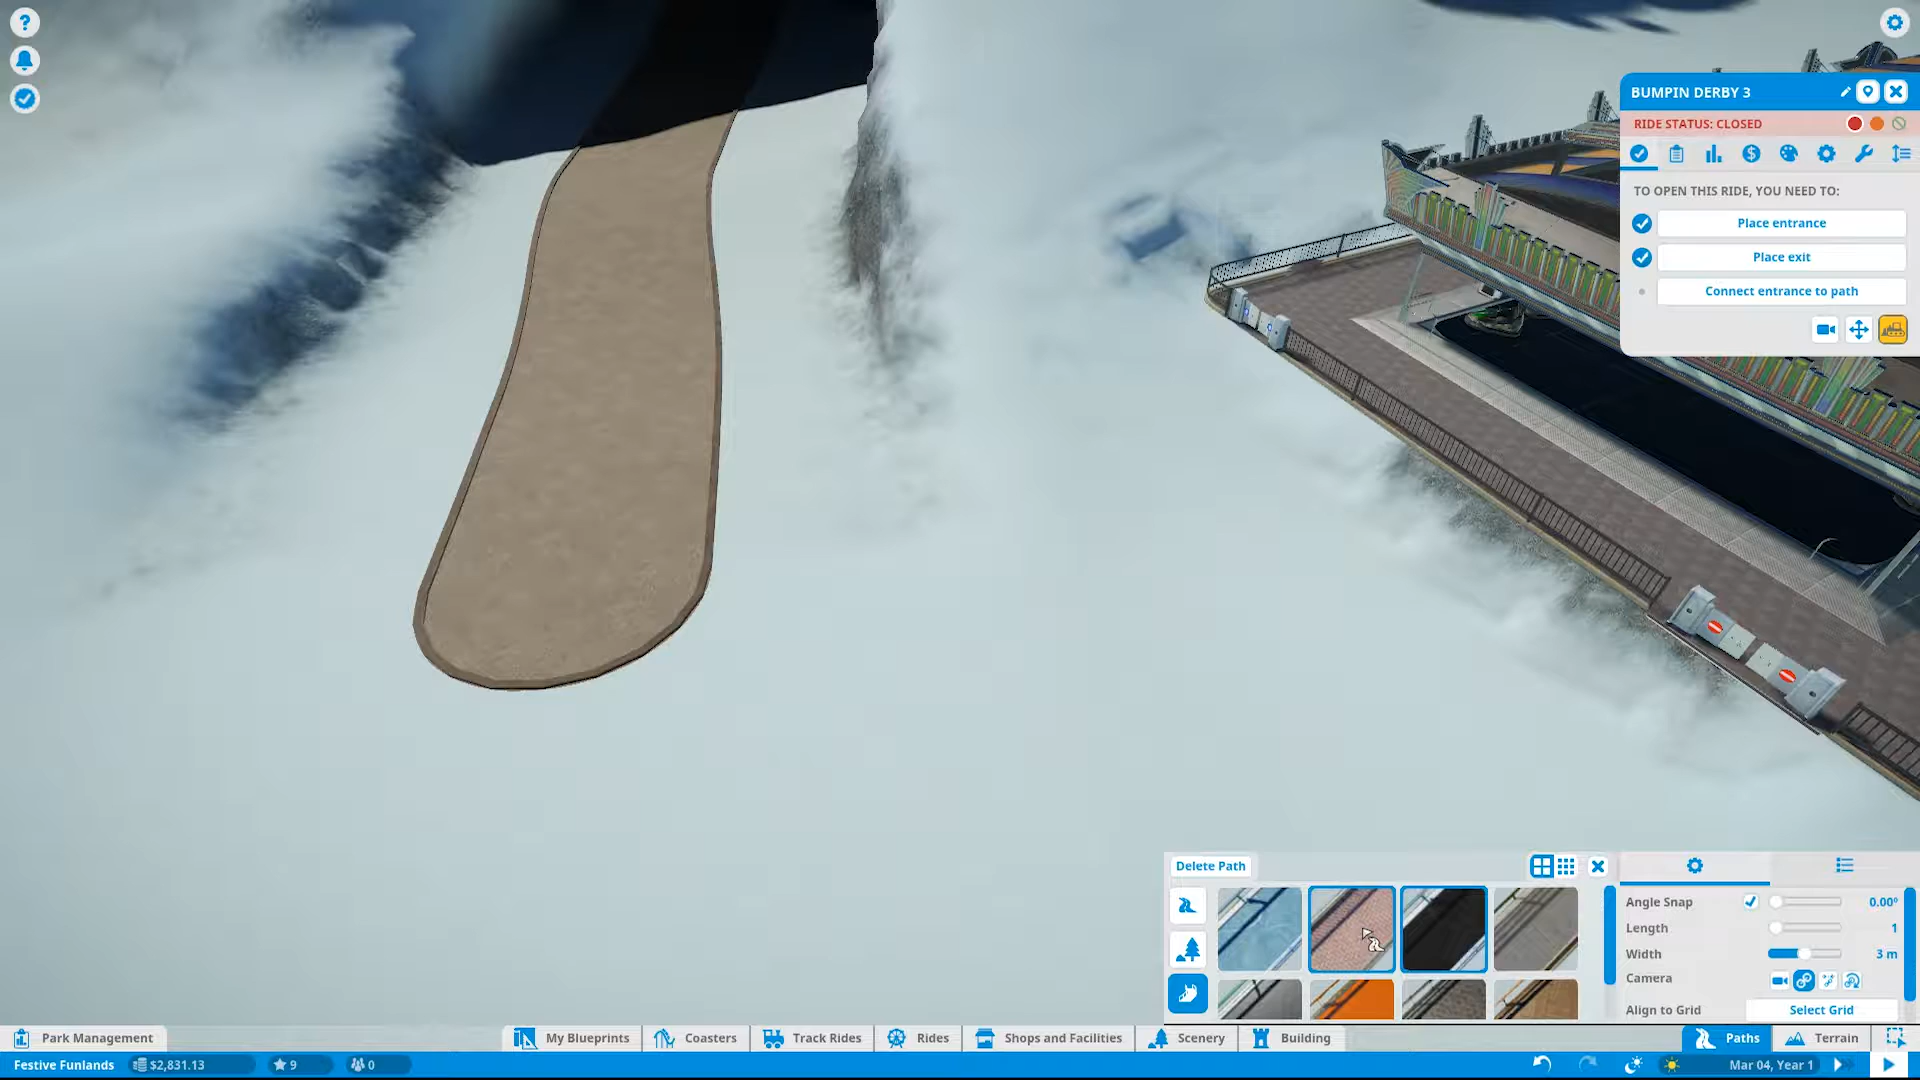 BUMPIN DERBY 3
RIDE STATUS: CLOSED
TO OPEN THIS RIDE, YOU NEED TO:
Place entrance
Place exit
Connect entrance to path
Delete Path
Angle Snap 0.00°
Length 1
Width 3 m
Camera
Align to Grid Select Grid
Park Management My Blueprints Coasters Track Rides Rides Shops and Facilities Scenery Building Paths Terrain
Festive Funlands $2,831.13 9 0 Mar 04, Year 1